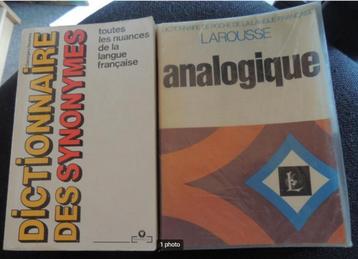 DICTIONNAIRE
DES SYNONYMES
toutes
les nuances
de la
langue
française
DICTIONNAIRE DE POCHE DE LA LANGUE FRANÇAISE
LAROUSSE
analogique
1 photo